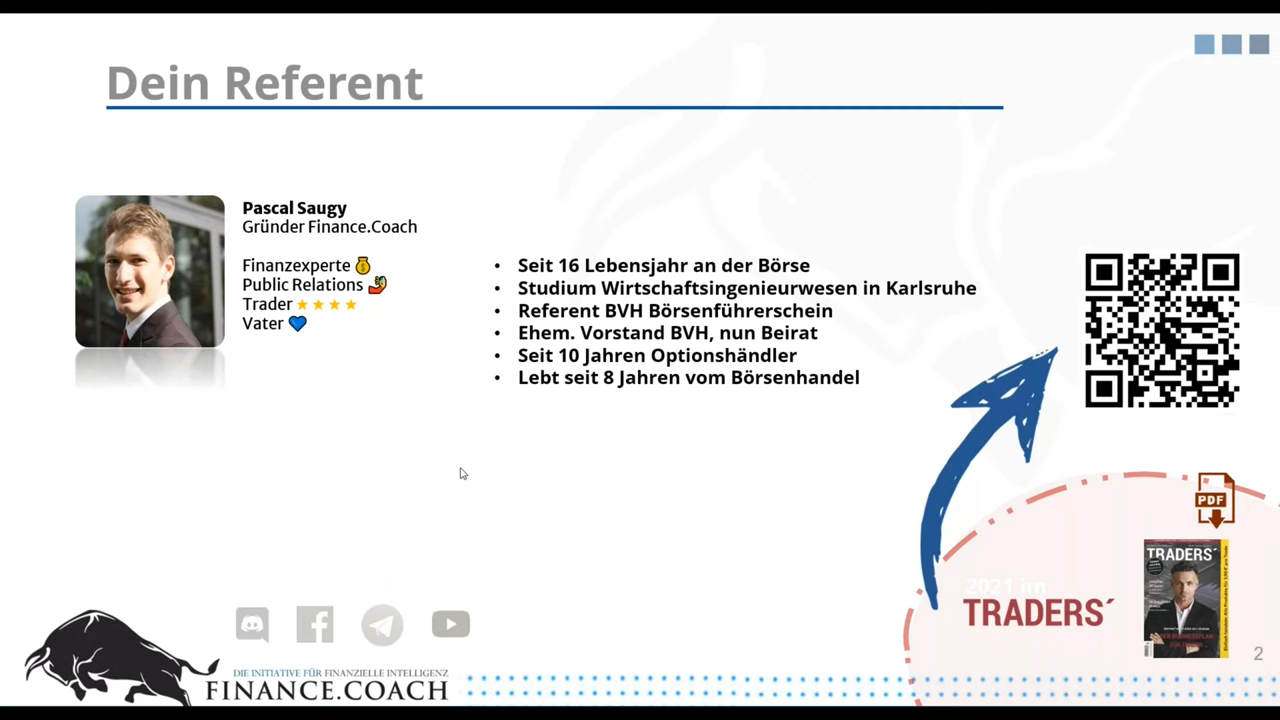 Dein Referent
Pascal Saugy
Gründer Finance.Coach
Finanzexperte
Public Relations
Trader
Vater
• Seit 16 Lebensjahr an der Börse
• Studium Wirtschaftsingenieurwesen in Karlsruhe
• Referent BVH Börsenführerschein
• Ehem. Vorstand BVH, nun Beirat
• Seit 10 Jahren Optionshändler
• Lebt seit 8 Jahren vom Börsenhandel
PDF
2021 im
TRADERS´
TRADERS´
2
DIE INITIATIVE FÜR FINANZIELLE INTELLIGENZ
FINANCE.COACH